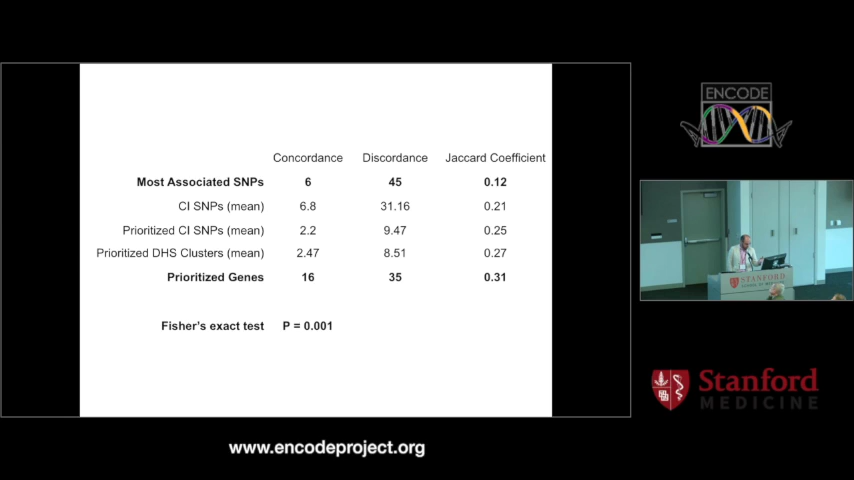 ENCODE
Concordance Discordance Jaccard Coefficient
Most Associated SNPs 6 45 0.12
CI SNPs (mean) 6.8 31.16 0.21
Prioritized CI SNPs (mean) 2.2 9.47 0.25
Prioritized DHS Clusters (mean) 2.47 8.51 0.27
Prioritized Genes 16 35 0.31
Fisher's exact test P = 0.001
STANFORD
Stanford
MEDICINE
www.encodeproject.org